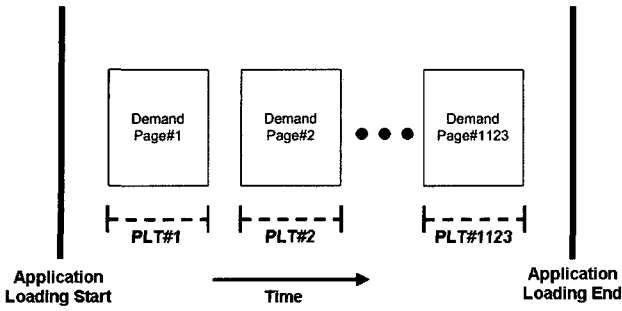 Demand
Page#1
Demand
Page#2
Demand
Page#1123
PLT#1
PLT#2
PLT#1123
Application
Loading Start
Time
Application
Loading End